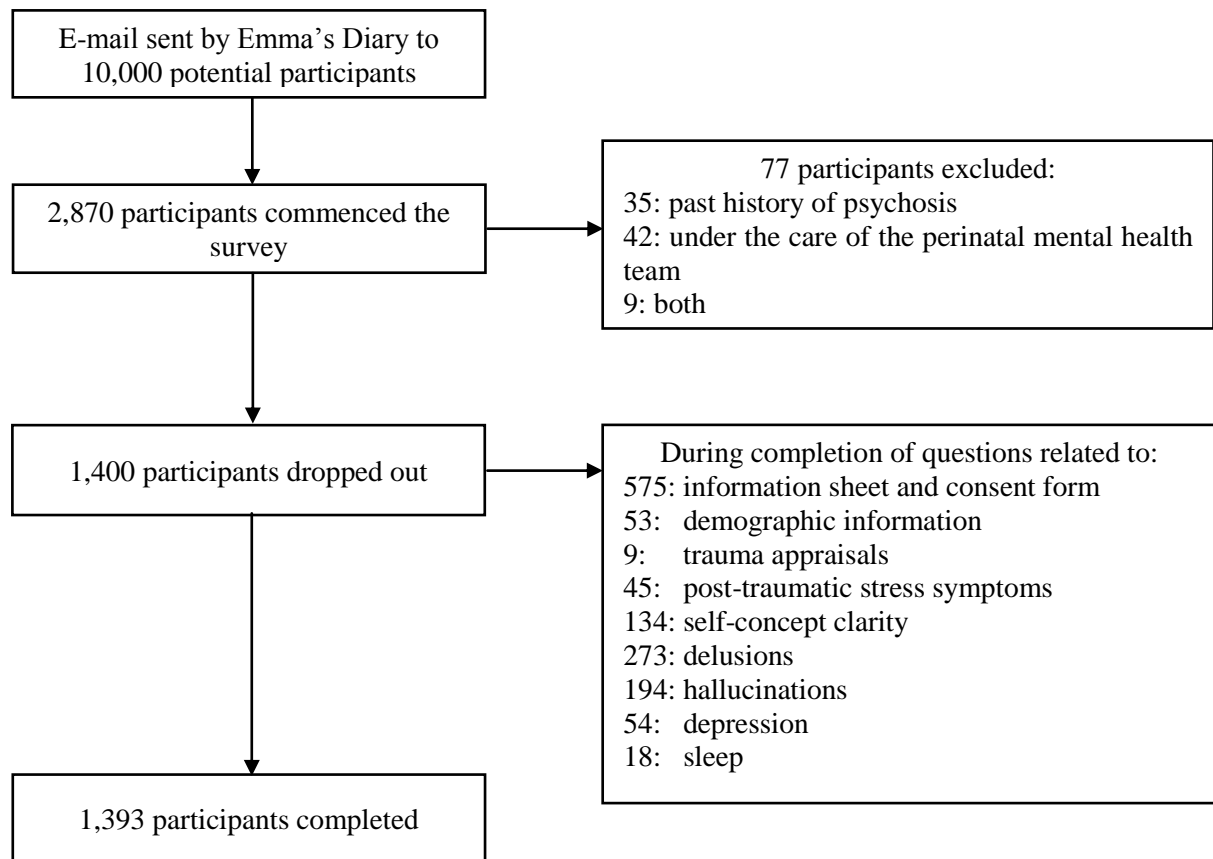 E-mail sent by Emma’s Diary to
10,000 potential participants
2,870 participants commenced the
survey
77 participants excluded:
35: past history of psychosis
42: under the care of the perinatal mental health
team
9: both
1,400 participants dropped out
During completion of questions related to:
575: information sheet and consent form
53: demographic information
9: trauma appraisals
45: post-traumatic stress symptoms
134: self-concept clarity
273: delusions
194: hallucinations
54: depression
18: sleep
1,393 participants completed